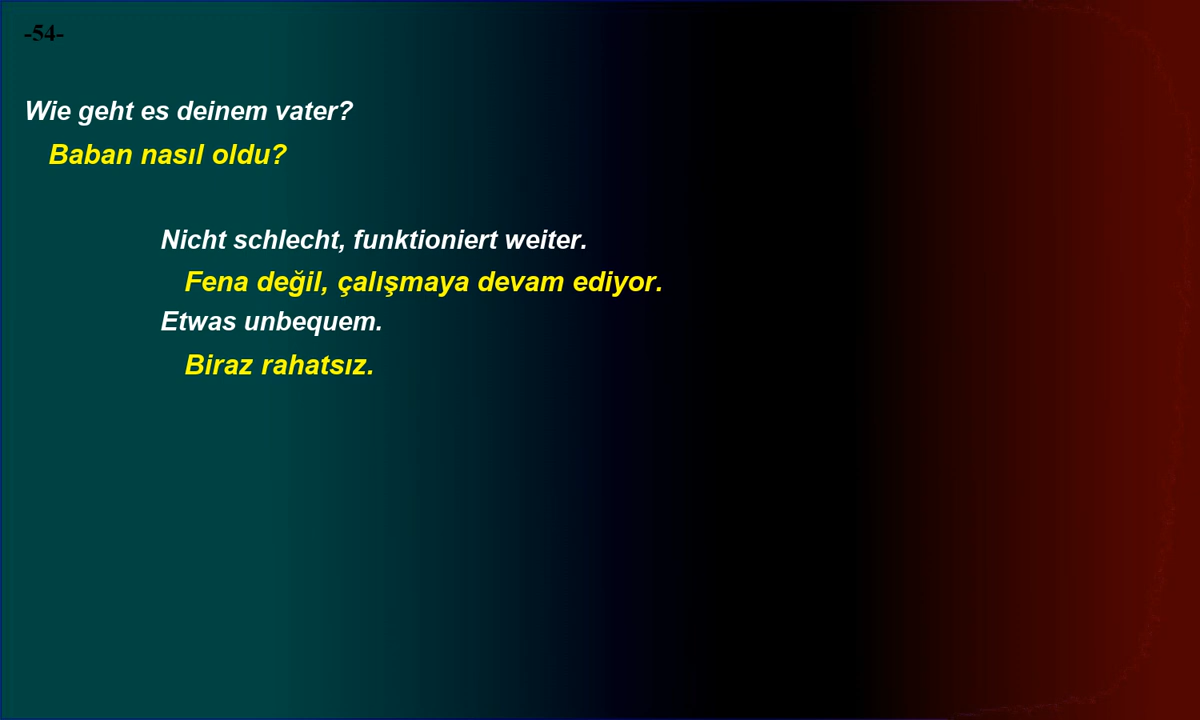 -54-
Wie geht es deinem vater?
Baban nasıl oldu?
Nicht schlecht, funktioniert weiter.
Fena değil, çalışmaya devam ediyor.
Etwas unbequem.
Biraz rahatsız.